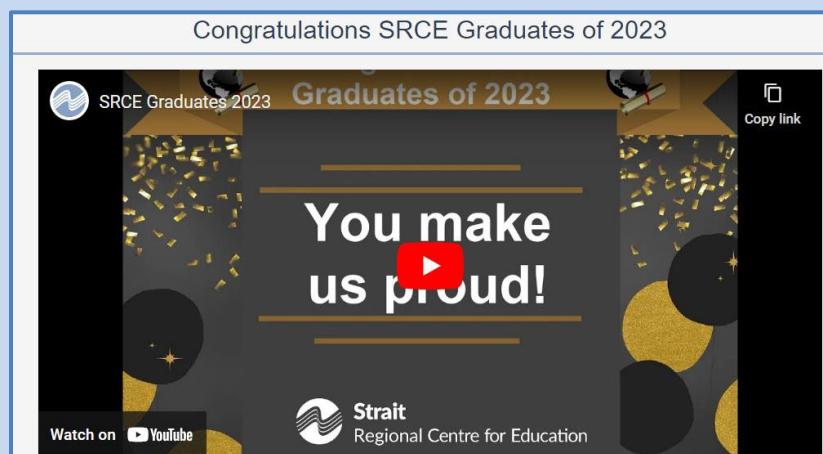 Congratulations SRCE Graduates of 2023
SRCE Graduates 2023
Graduates of 2023
Copy link
You make
us proud!
Strait
Regional Centre for Education
Watch on YouTube